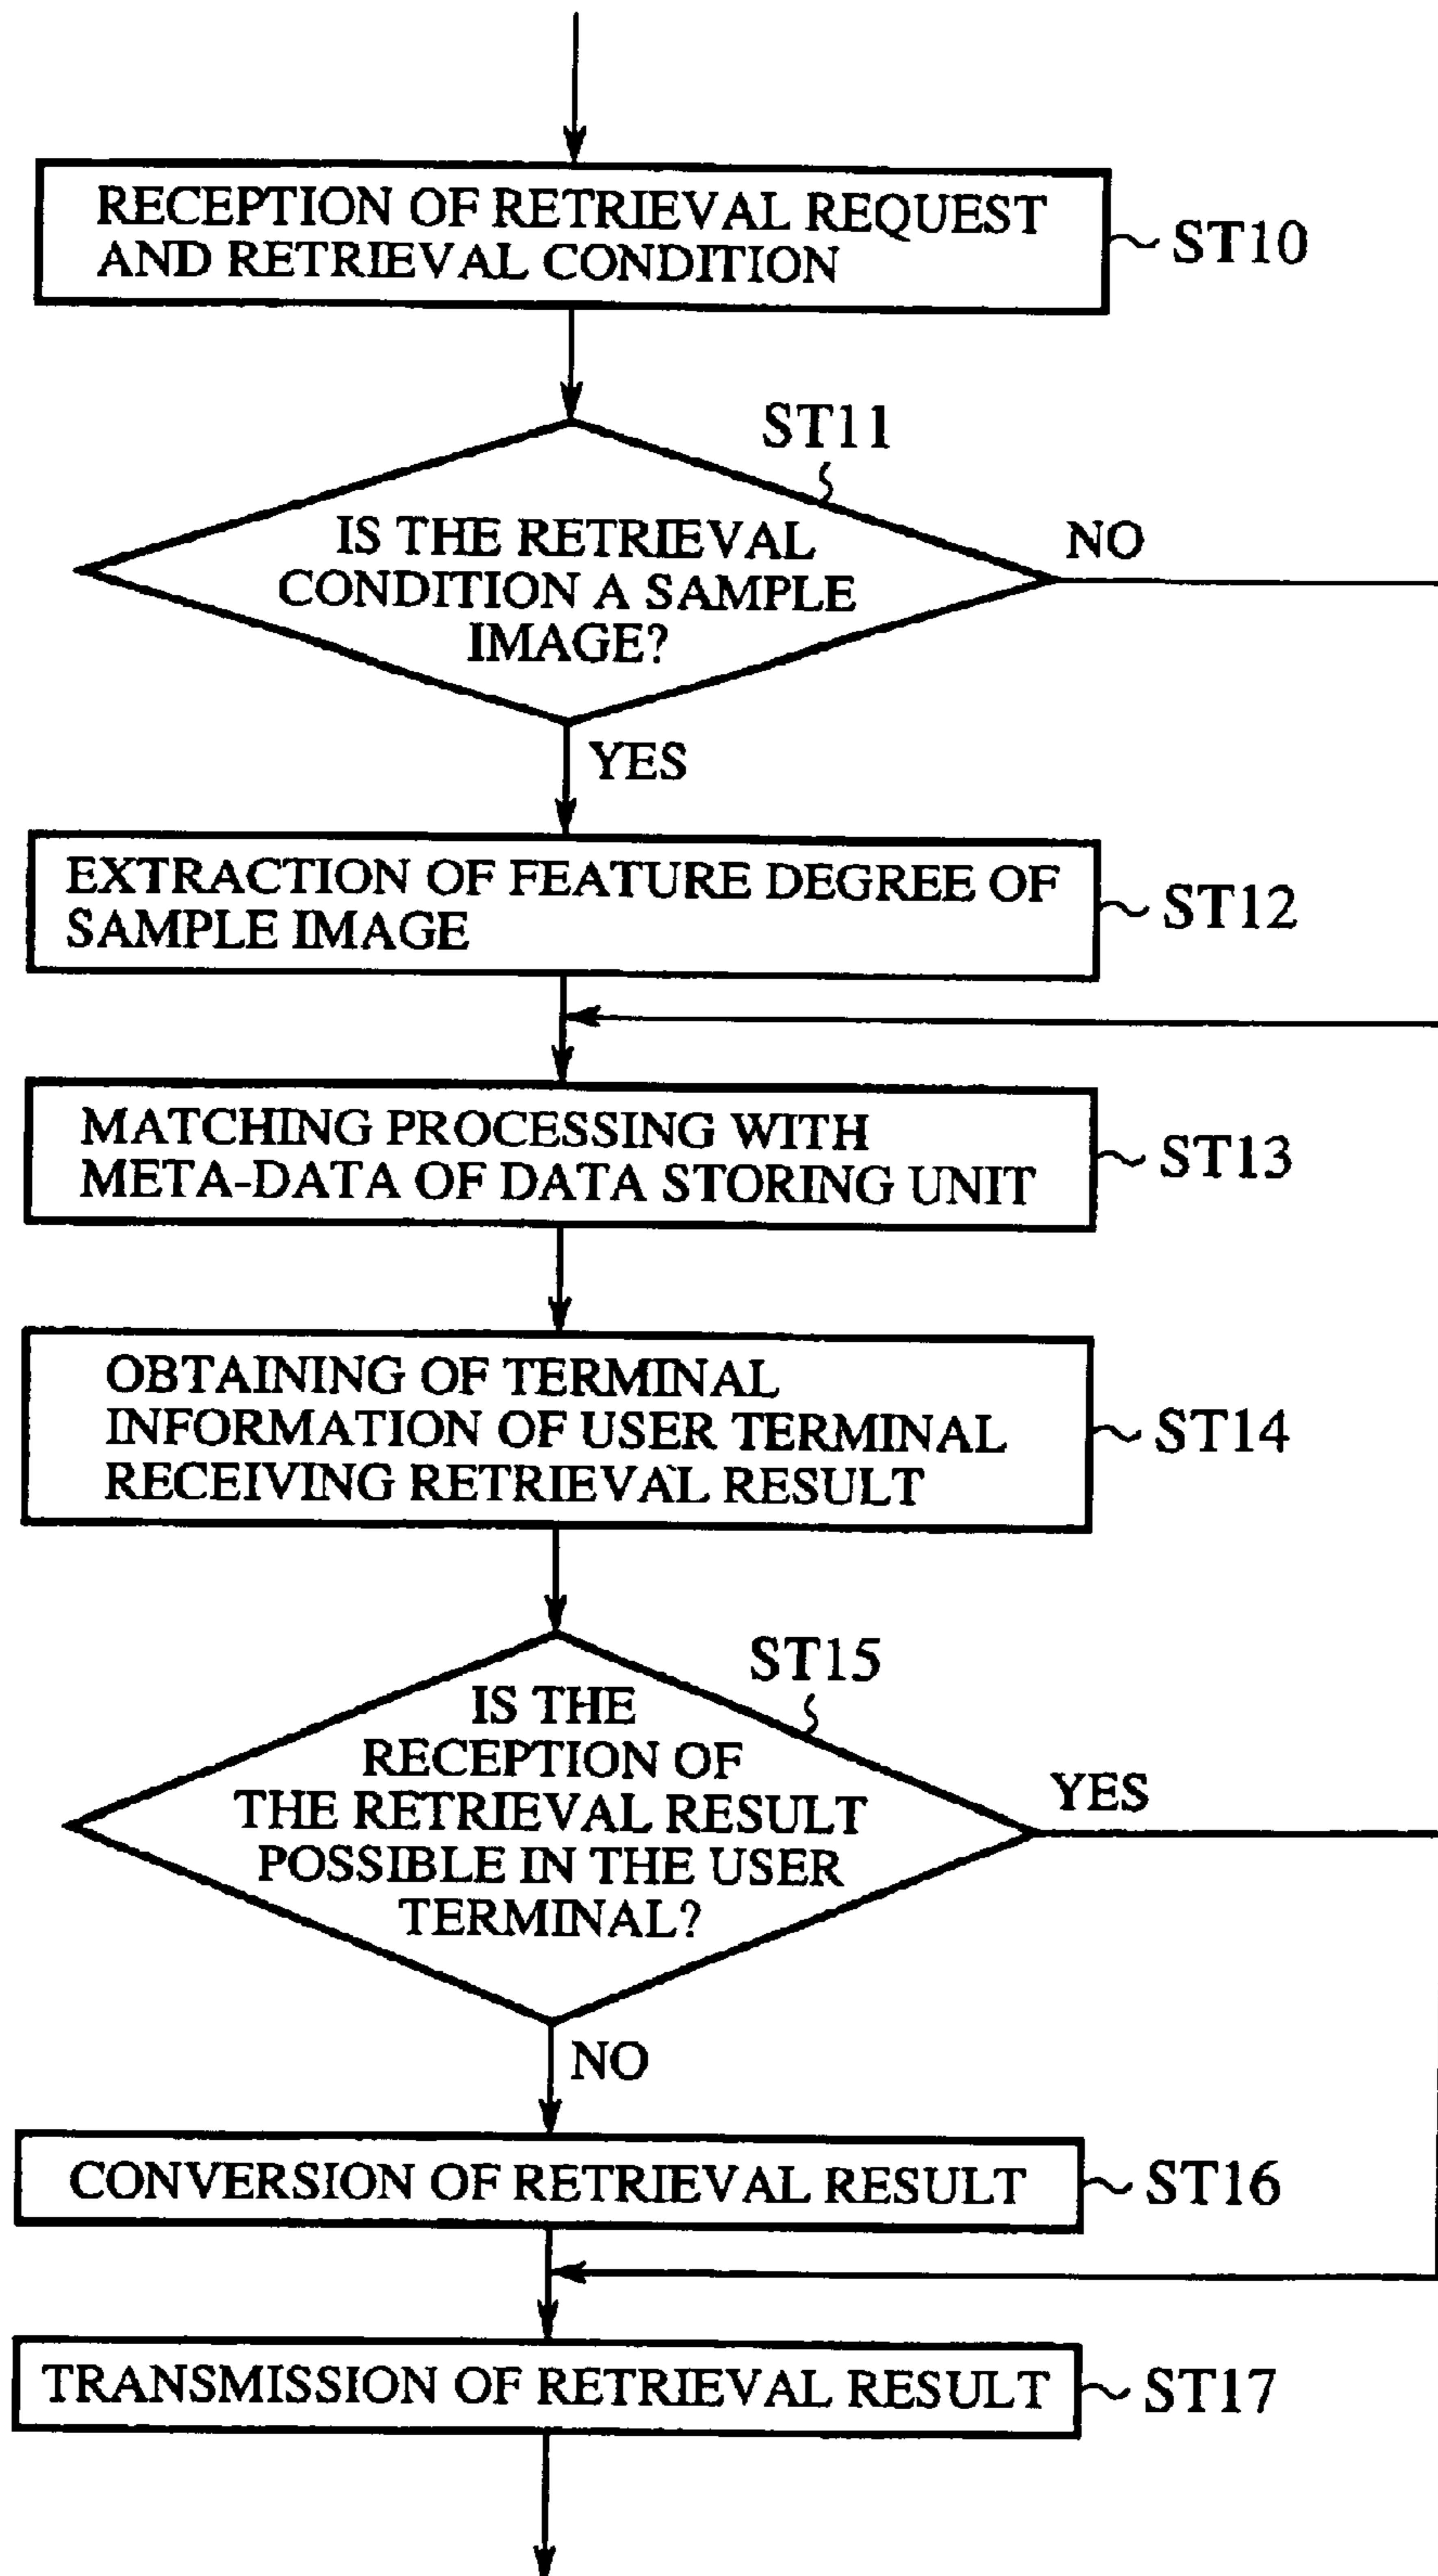 RECEPTION OF RETRIEVAL REQUEST
AND RETRIEVAL CONDITION
ST10
ST11
IS THE RETRIEVAL
CONDITION A SAMPLE
IMAGE?
NO
YES
EXTRACTION OF FEATURE DEGREE OF
SAMPLE IMAGE
ST12
MATCHING PROCESSING WITH
META-DATA OF DATA STORING UNIT
ST13
OBTAINING OF TERMINAL
INFORMATION OF USER TERMINAL
RECEIVING RETRIEVAL RESULT
ST14
ST15
IS THE
RECEPTION OF
THE RETRIEVAL RESULT
POSSIBLE IN THE USER
TERMINAL?
YES
NO
CONVERSION OF RETRIEVAL RESULT
ST16
TRANSMISSION OF RETRIEVAL RESULT
ST17